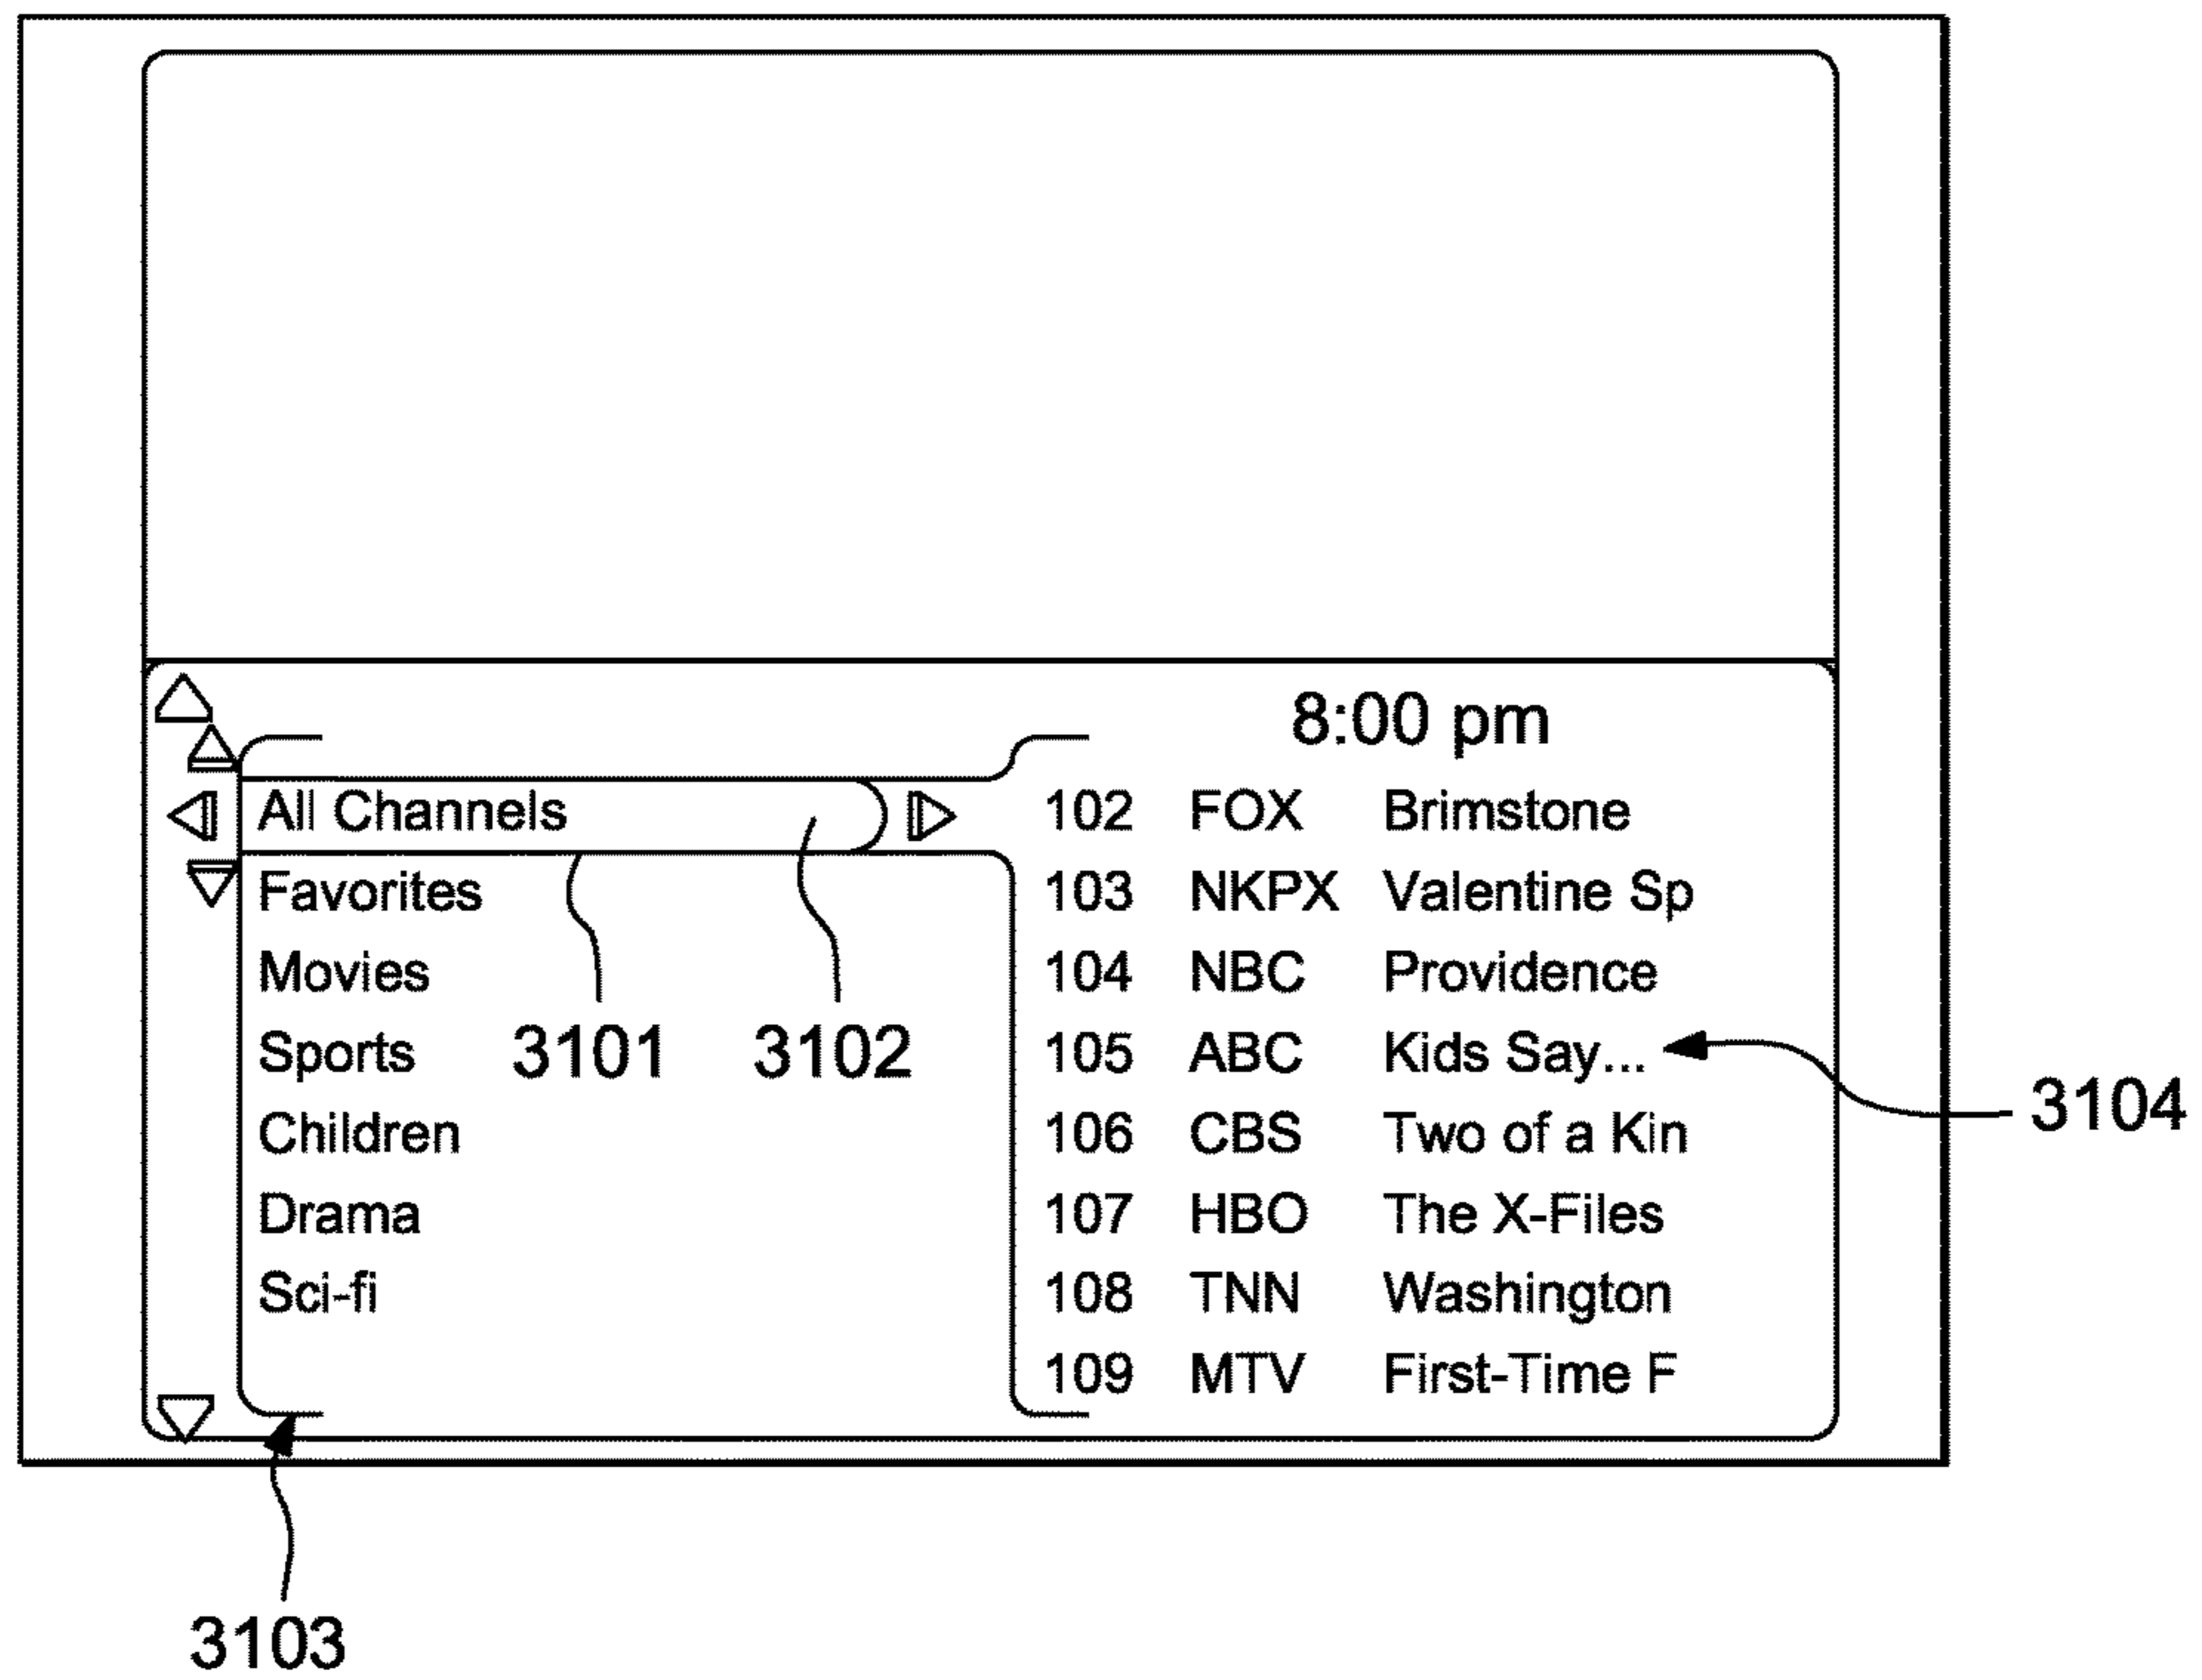 8:00 pm
All Channels 102 FOX Brimstone
Favorites 103 NKPX Valentine Sp
Movies 104 NBC Providence
Sports 3101 3102 105 ABC Kids Say...
3104
Children 106 CBS Two of a Kin
Drama 107 HBO The X-Files
Sci-fi 108 TNN Washington
109 MTV First-Time F
3103